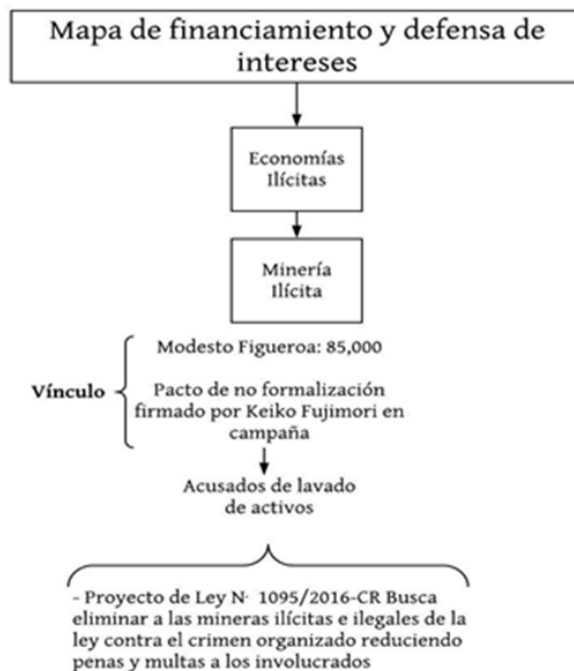 Mapa de financiamiento y defensa de
intereses
Economías
Ilícitas
Minería
Ilícita
Modesto Figueroa: 85,000
Vínculo
Pacto de no formalización
firmado por Keiko Fujimori en
campaña
Acusados de lavado
de activos
- Proyecto de Ley N· 1095/2016-CR Busca
eliminar a las mineras ilícitas e ilegales de la
ley contra el crimen organizado reduciendo
penas y multas a los involucrados